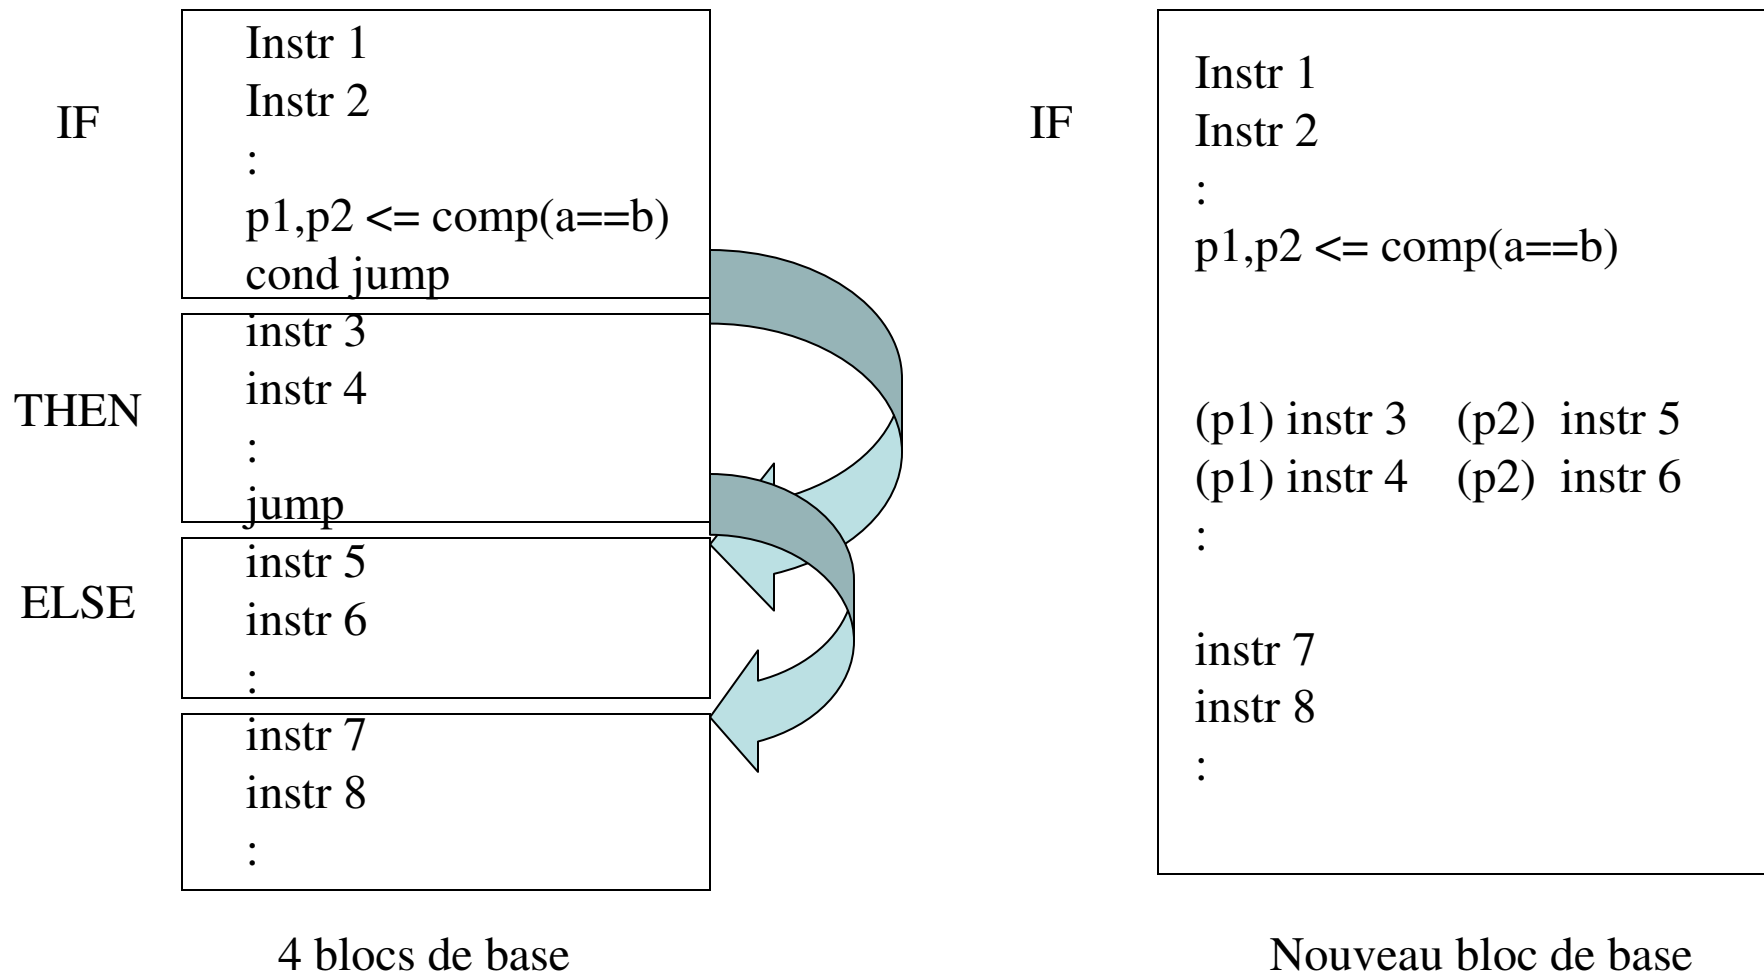 IF
Instr 1
Instr 2
:
p1,p2 <= comp(a==b)
cond jump
THEN
instr 3
instr 4
:
jump
ELSE
instr 5
instr 6
:
instr 7
instr 8
:
4 blocs de base
IF
Instr 1
Instr 2
:
p1,p2 <= comp(a==b)
(p1) instr 3 (p2) instr 5
(p1) instr 4 (p2) instr 6
:
instr 7
instr 8
:
Nouveau bloc de base